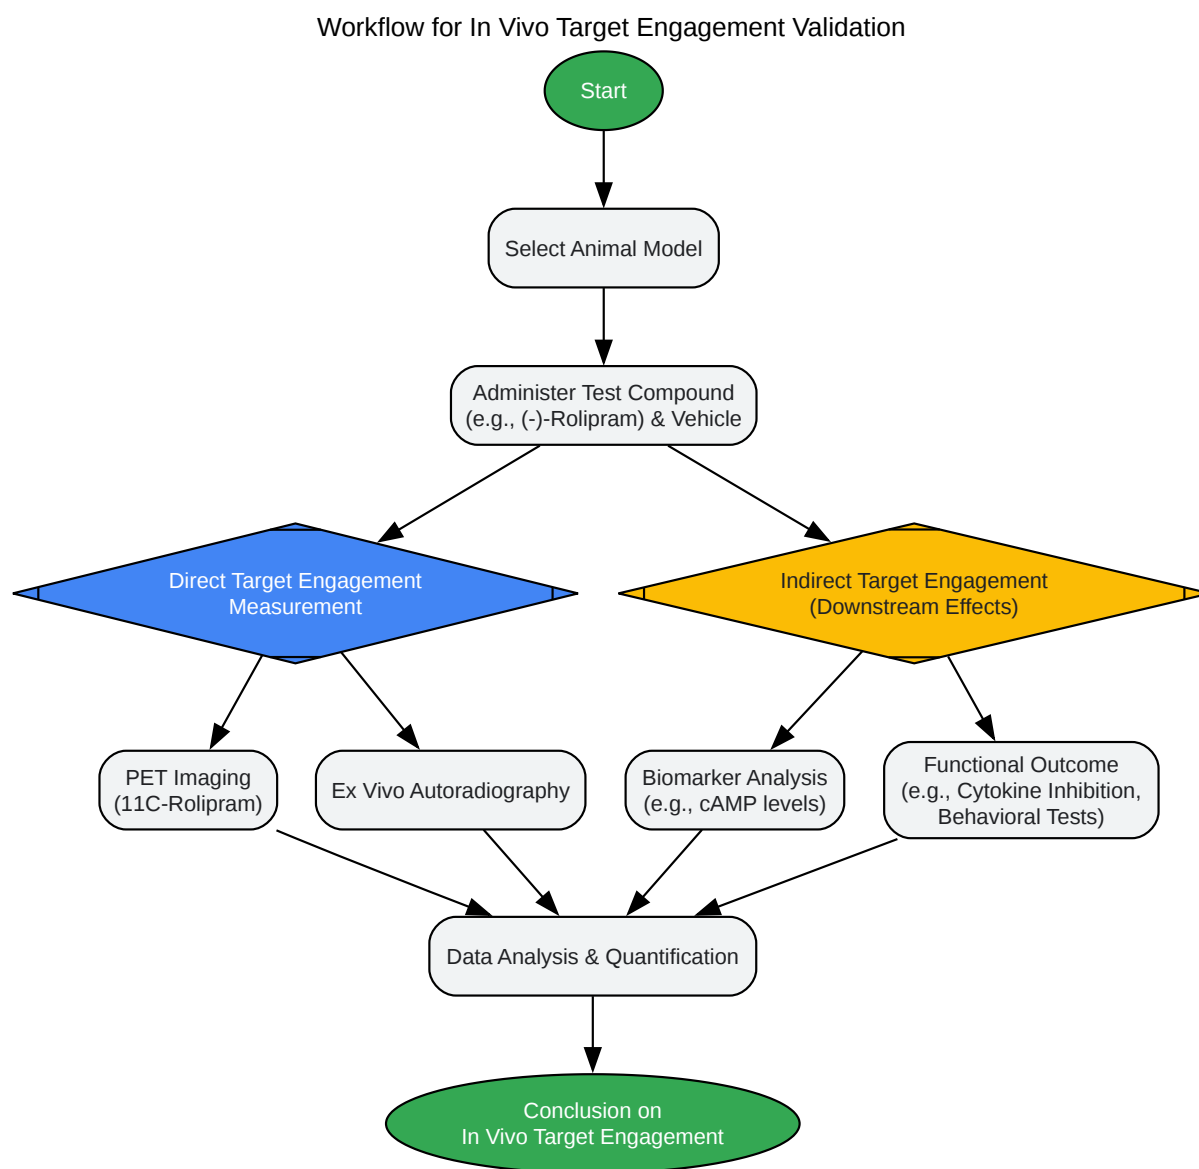 Workflow for In Vivo Target Engagement Validation
Start
Select Animal Model
Administer Test Compound
(e.g., (-)-Rolipram) & Vehicle
Direct Target Engagement
Measurement
Indirect Target Engagement
(Downstream Effects)
PET Imaging
(11C-Rolipram)
Ex Vivo Autoradiography
Biomarker Analysis
(e.g., cAMP levels)
Functional Outcome
(e.g., Cytokine Inhibition,
Behavioral Tests)
Data Analysis & Quantification
Conclusion on
In Vivo Target Engagement